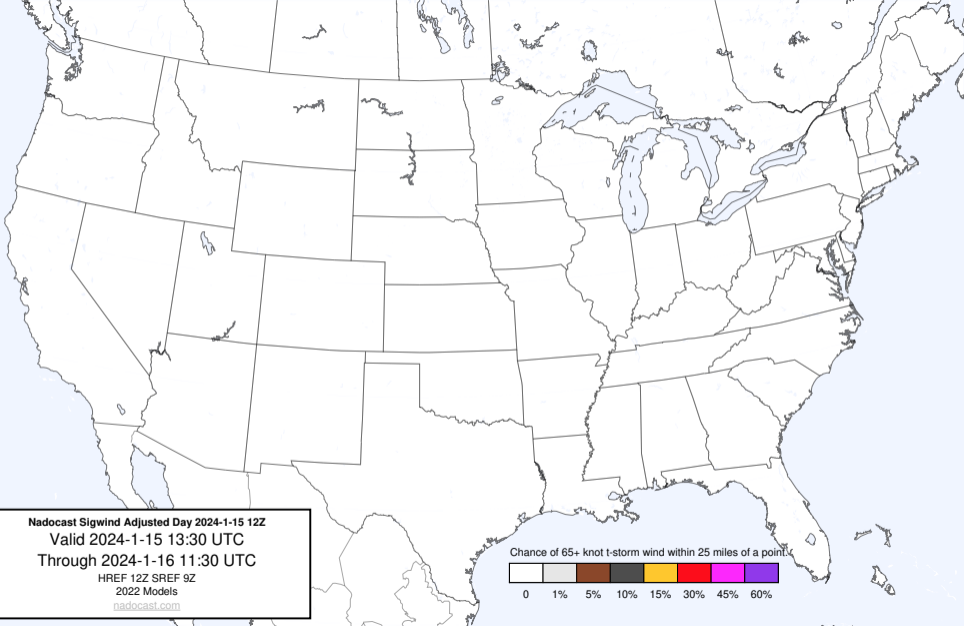 Nadocast Sigwind Adjusted Day 2024-1-15 12Z
Valid 2024-1-15 13:30 UTC
Through 2024-1-16 11:30 UTC
HREF 12Z SREF 9Z
2022 Models
nadocast.com
Chance of 65+ knot t-storm wind within 25 miles of a point.
0 1% 5% 10% 15% 30% 45% 60%